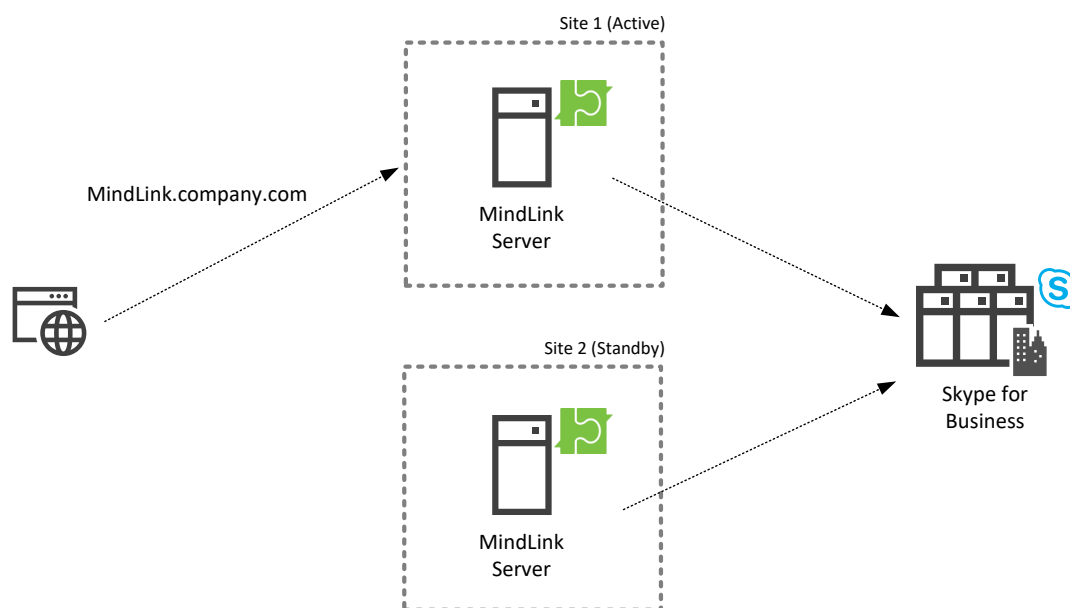 Site 1 (Active)
MindLink.company.com
MindLink
Server
Site 2 (Standby)
Skype for
Business
MindLink
Server